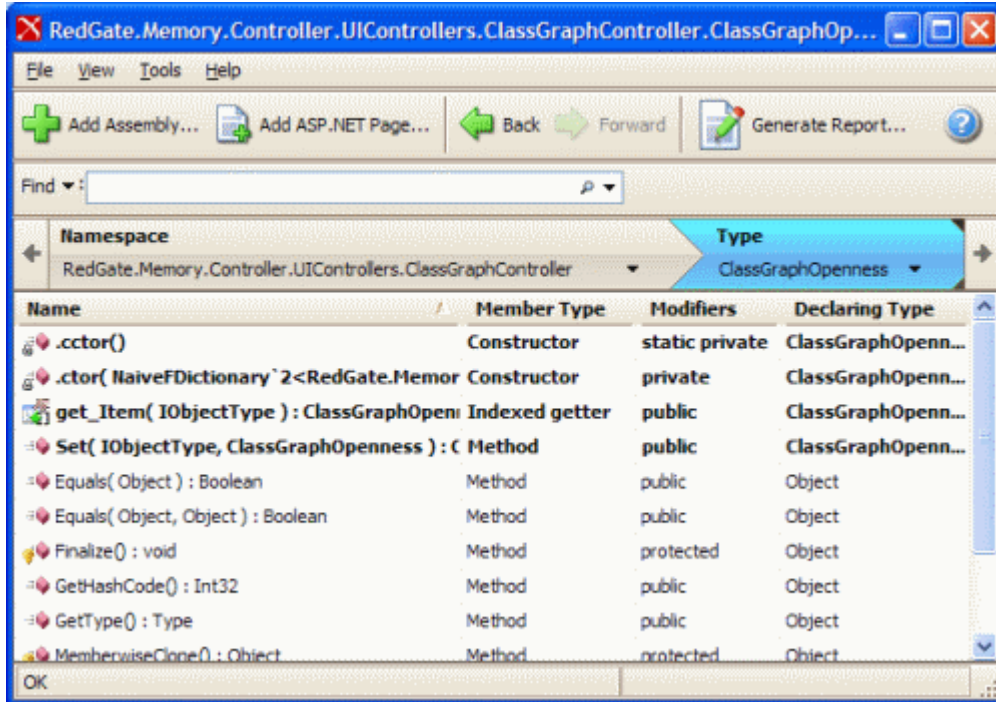 RedGate.Memory.Controller.UIControllers.ClassGraphController.ClassGraphOp...
File View Tools Help
Add Assembly... Add ASP.NET Page... Back Forward Generate Report...
Find :
Namespace Type
RedGate.Memory.Controller.UIControllers.ClassGraphController ClassGraphOpenness
Name Member Type Modifiers Declaring Type
.cctor() Constructor static private ClassGraphOpenn...
.ctor( NaiveFDictionary`2<RedGate.Memor Constructor private ClassGraphOpenn...
get_Item( IObjectType ) : ClassGraphOpen Indexed getter public ClassGraphOpenn...
Set( IObjectType, ClassGraphOpenness ) : C Method public ClassGraphOpenn...
Equals( Object ) : Boolean Method public Object
Equals( Object, Object ) : Boolean Method public Object
Finalize() : void Method protected Object
GetHashCode() : Int32 Method public Object
GetType() : Type Method public Object
MemberwiseClone() : Object Method protected Object
OK